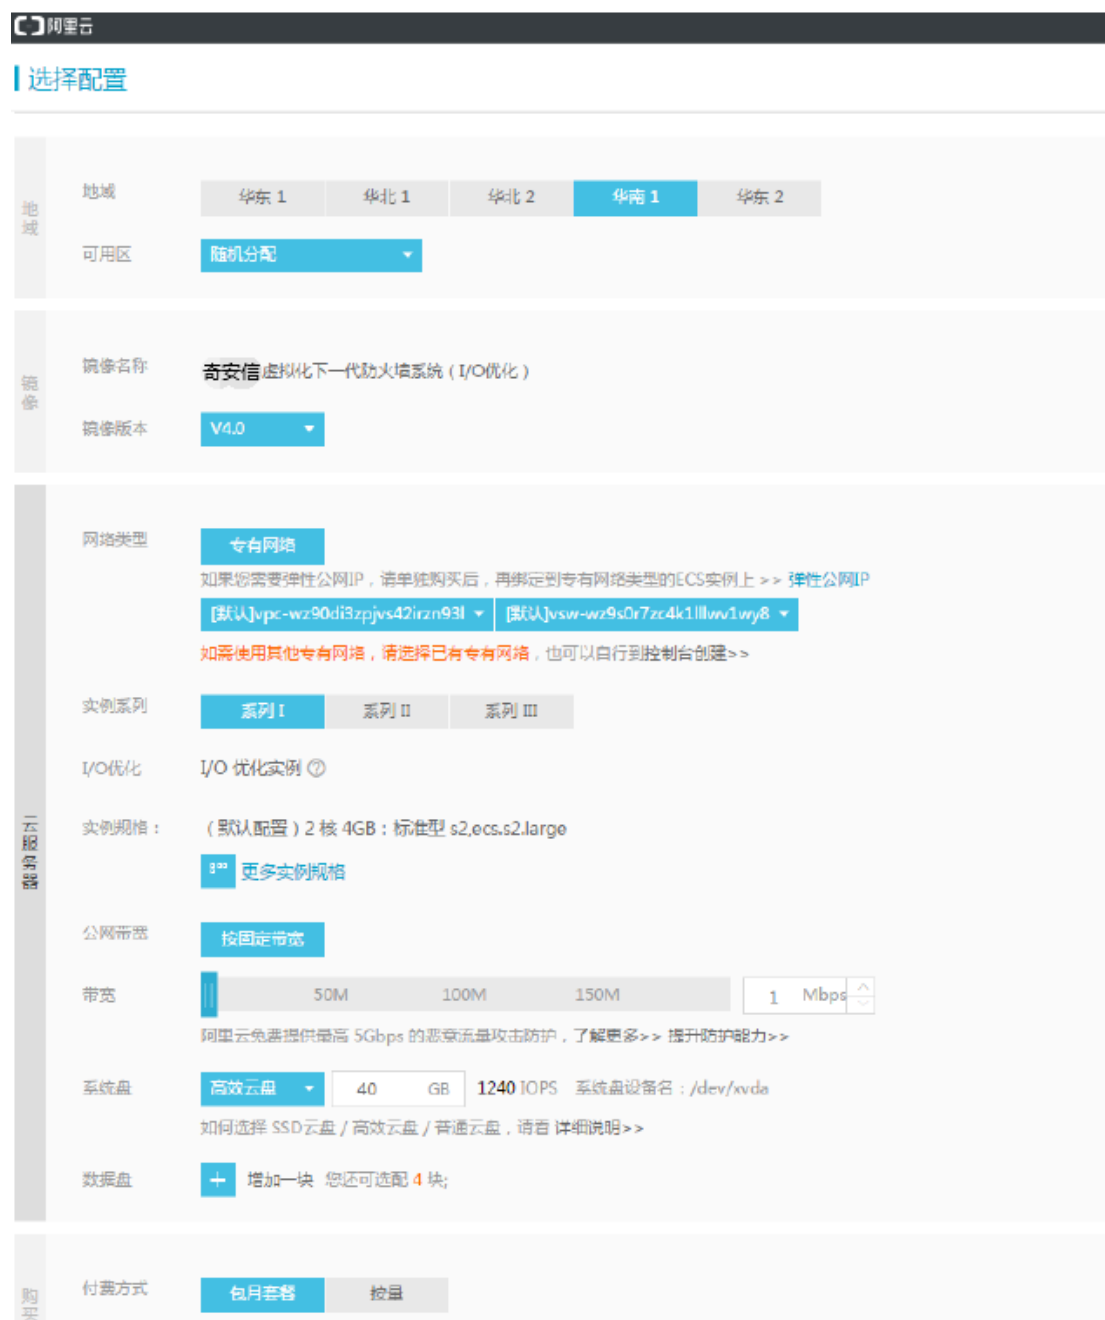 阿里云
选择配置
地域
地域 华东 1 华北 1 华北 2 华南 1 华东 2
可用区 随机分配
镜像
镜像名称 奇安信虚拟化下一代防火墙系统 ( I/O优化 )
镜像版本 V4.0
云服务器
网络类型 专有网络
如果您需要弹性公网IP，请单独购买后，再绑定到专有网络类型的ECS实例上 >> 弹性公网IP
[默认]vpc-wz90di3zpjvs42irzn93l [默认]vsw-wz9s0r7zc4k1lllwv1wy8
如需使用其他专有网络，请选择已有专有网络，也可以自行到控制台创建>>
实例系列 系列 I 系列 II 系列 III
I/O优化 I/O 优化实例 ?
实例规格： （默认配置）2 核 4GB：标准型 s2,ecs.s2.large
更多实例规格
公网带宽 按固定带宽
带宽 50M 100M 150M 1 Mbps
阿里云免费提供最高 5Gbps 的恶意流量攻击防护，了解更多>> 提升防护能力>>
系统盘 高效云盘 40 GB 1240 IOPS 系统盘设备名：/dev/xvda
如何选择 SSD云盘 / 高效云盘 / 普通云盘，请看 详细说明>>
数据盘 + 增加一块 您还可选配 4 块;
购买
付费方式 包月套餐 按量